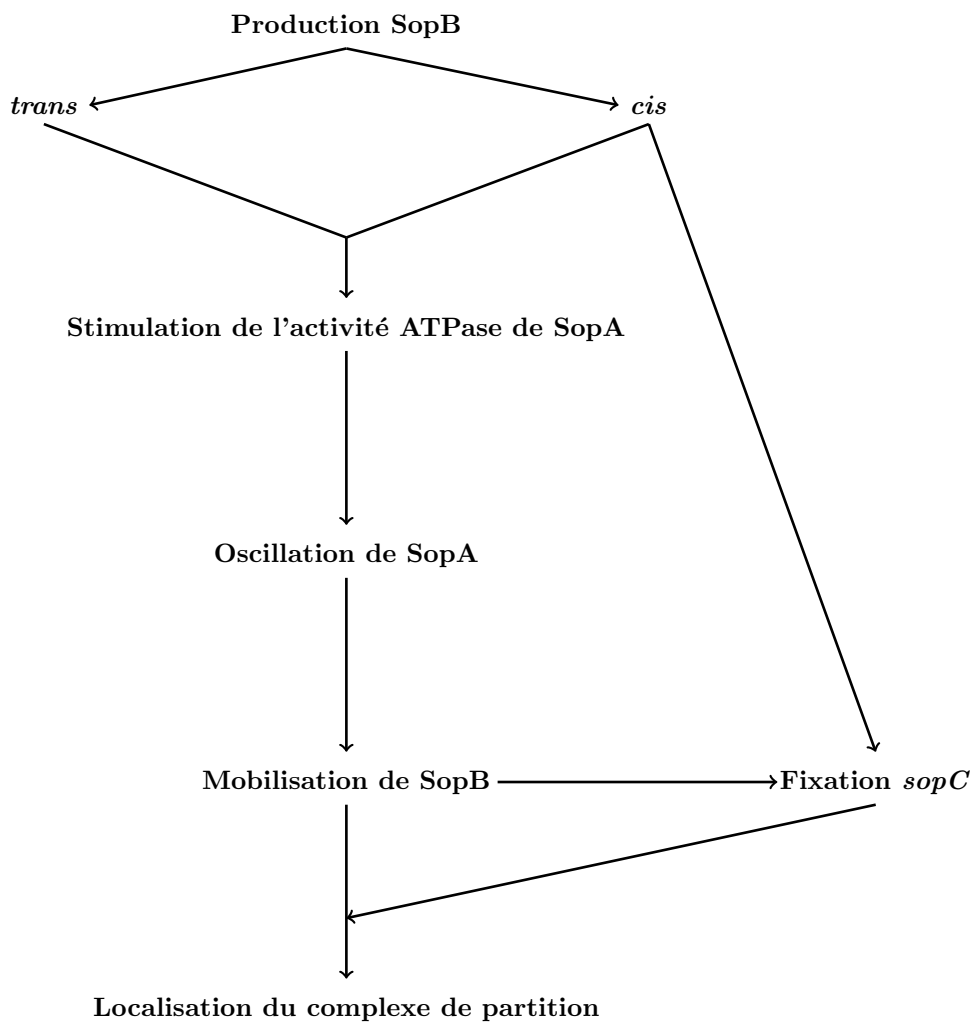 Production SopB
trans
cis
Stimulation de l'activité ATPase de SopA
Oscillation de SopA
Mobilisation de SopB
Fixation sopC
Localisation du complexe de partition